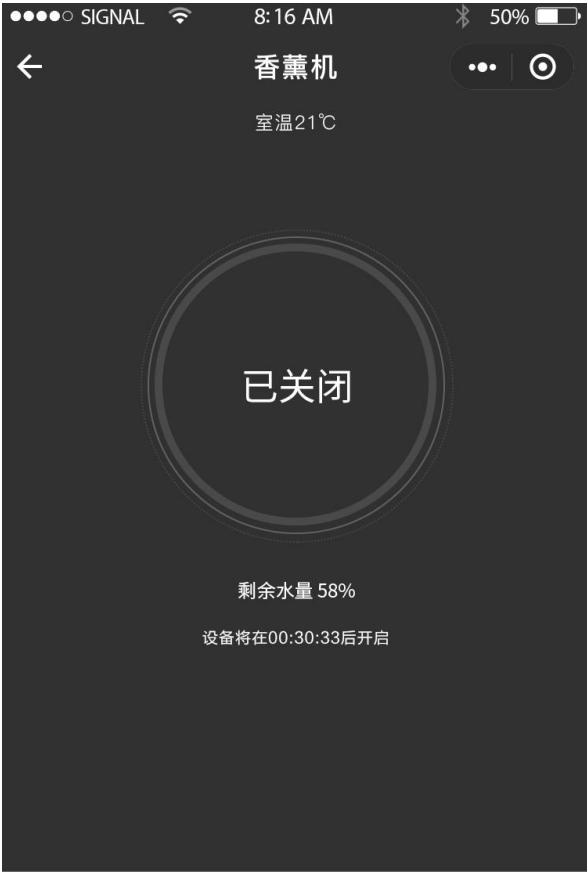 SIGNAL 8:16 AM 50%
香薰机
室温21℃
已关闭
剩余水量 58%
设备将在00:30:33后开启